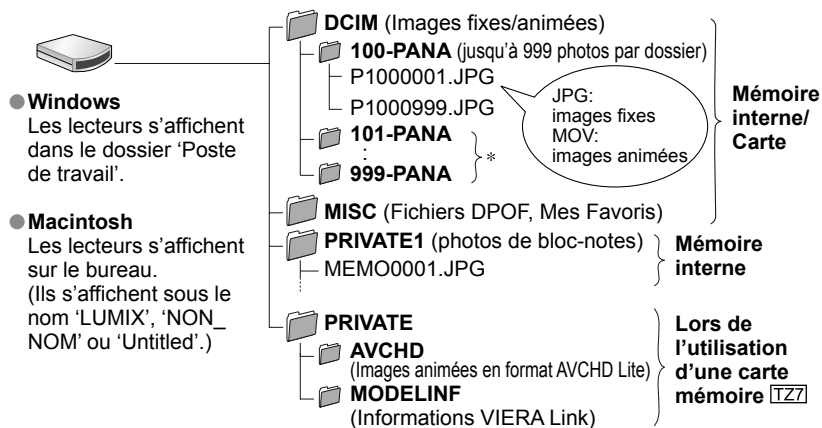 ● Windows
Les lecteurs s'affichent
dans le dossier 'Poste
de travail'.
● Macintosh
Les lecteurs s'affichent
sur le bureau.
(Ils s'affichent sous le
nom 'LUMIX', 'NON_
NOM' ou 'Untitled'.)
DCIM (Images fixes/animées)
100-PANA (jusqu'à 999 photos par dossier)
P1000001.JPG
P1000999.JPG
JPG:
images fixes
MOV:
images animées
101-PANA
:
999-PANA
*
MISC (Fichiers DPOF, Mes Favoris)
Mémoire
interne/
Carte
PRIVATE1 (photos de bloc-notes)
MEMO0001.JPG
Mémoire
interne
PRIVATE
AVCHD
(Images animées en format AVCHD Lite)
MODELINF
(Informations VIERA Link)
Lors de
l'utilisation
d'une carte
mémoire TZ7